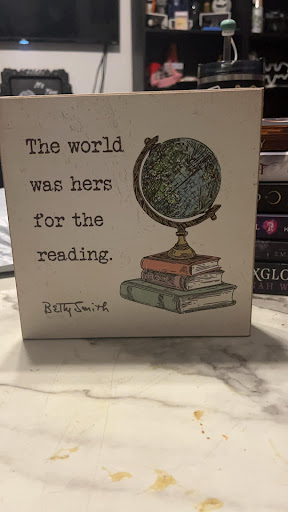 The world
was hers
for the
reading.
Betty Smith